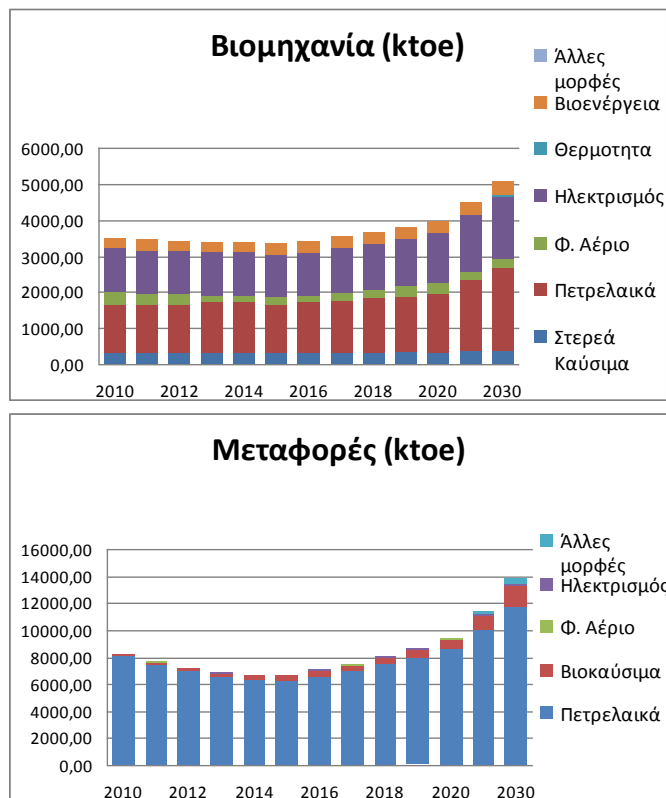 Βιομηχανία (ktoe)
Άλλες
μορφές
Βιοενέργεια
Θερμοτητα
Ηλεκτρισμός
Φ. Αέριο
Πετρελαικά
Στερεά
Καύσιμα
6000,00
5000,00
4000,00
3000,00
2000,00
1000,00
0,00
2010 2012 2014 2016 2018 2020 2030
Μεταφορές (ktoe)
Άλλες
μορφές
Ηλεκτρισμός
Φ. Αέριο
Βιοκαύσιμα
Πετρελαικά
16000,00
14000,00
12000,00
10000,00
8000,00
6000,00
4000,00
2000,00
0,00
2010 2012 2014 2016 2018 2020 2030